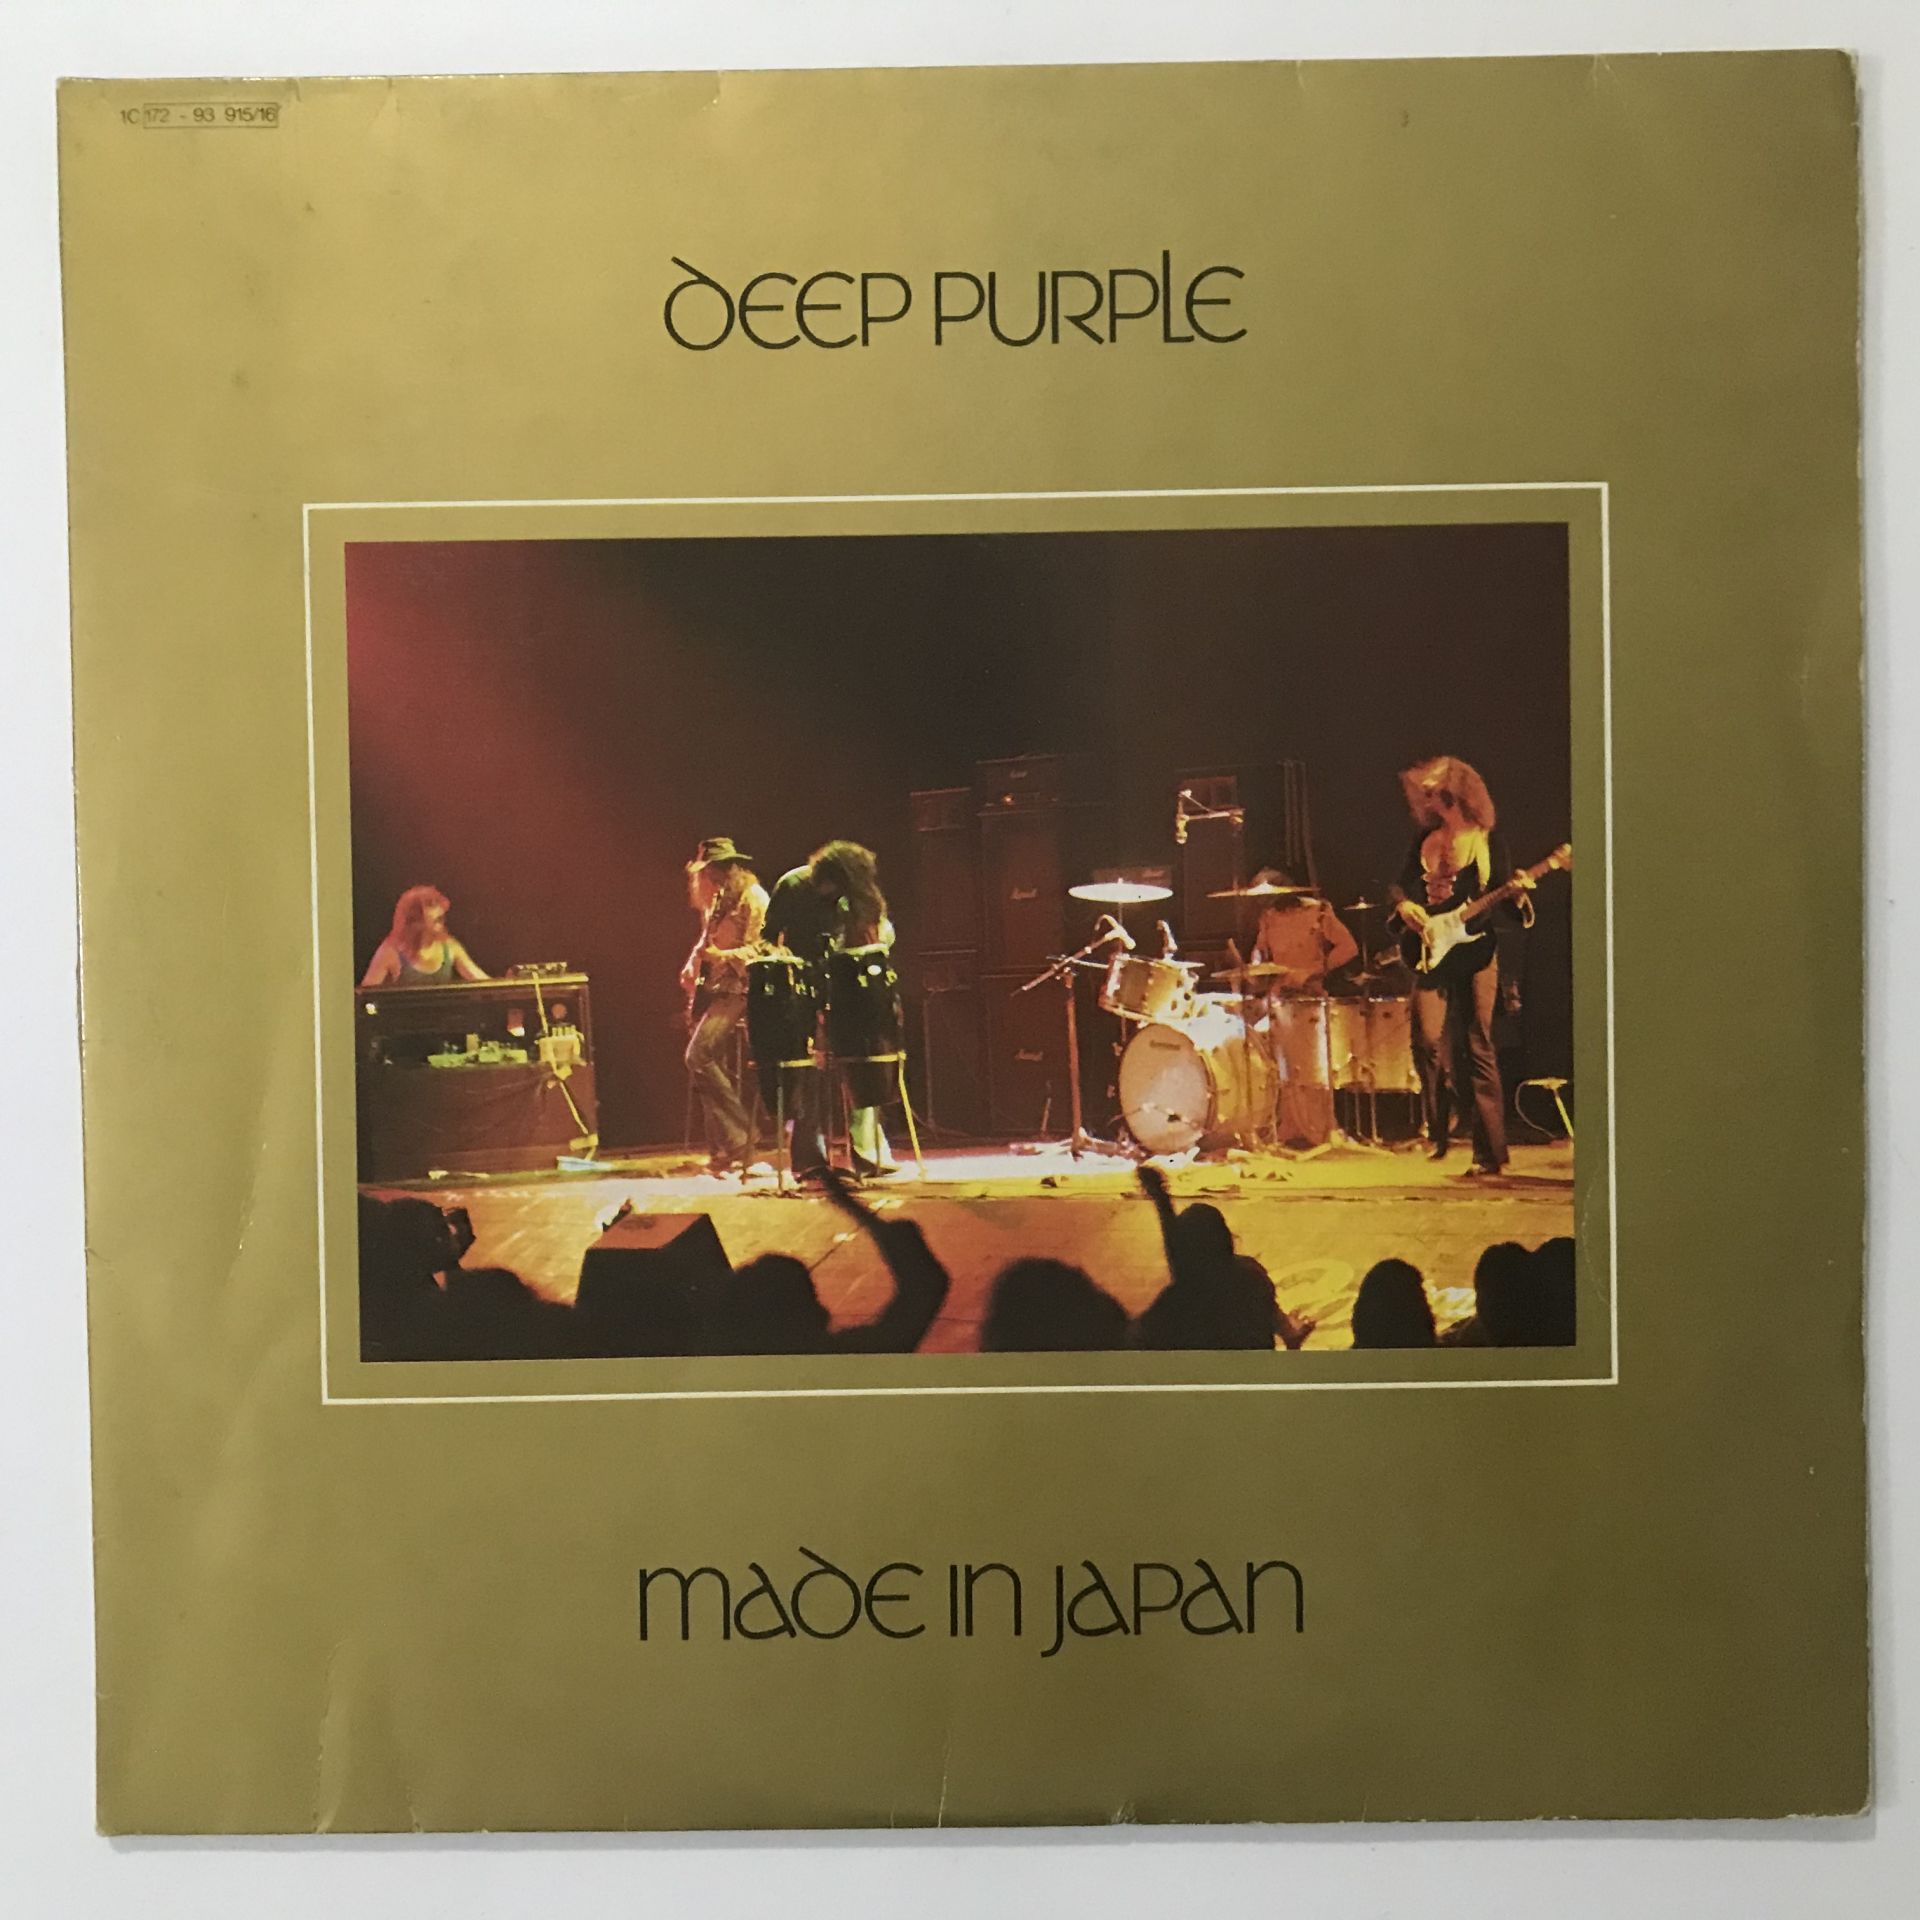 1C 172 - 93 915/16
DEEP PURPLE
MADE IN JAPAN